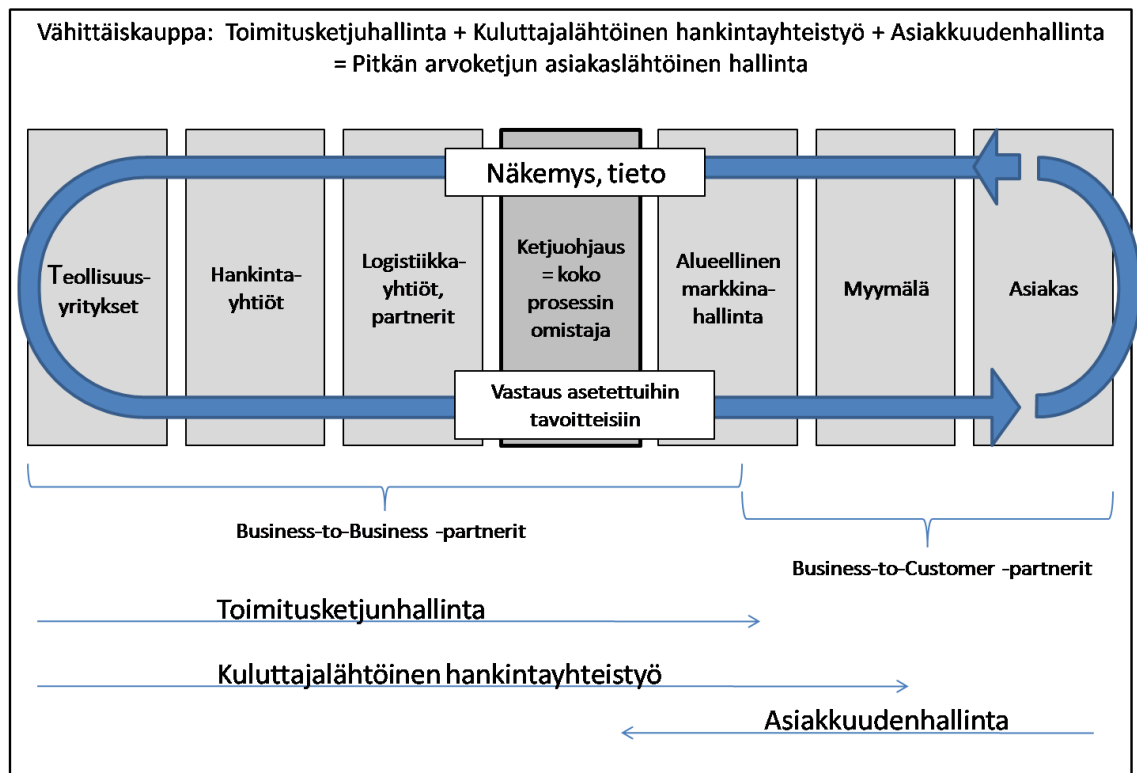 Vähittäiskauppa: Toimitusketjuhallinta + Kuluttajalähtöinen hankintayhteistyö + Asiakkuudenhallinta
= Pitkän arvoketjun asiakaslähtöinen hallinta
Näkemys, tieto
Teollisuus-
yritykset
Hankinta-
yhtiöt
Logistiikka-
yhtiöt,
partnerit
Ketjuohjaus
= koko
prosessin
omistaja
Alueellinen
markkina-
hallinta
Myymälä
Asiakas
Vastaus asetettuihin
tavoitteisiin
Business-to-Business -partnerit
Business-to-Customer -partnerit
Toimitusketjunhallinta
Kuluttajalähtöinen hankintayhteistyö
Asiakkuudenhallinta